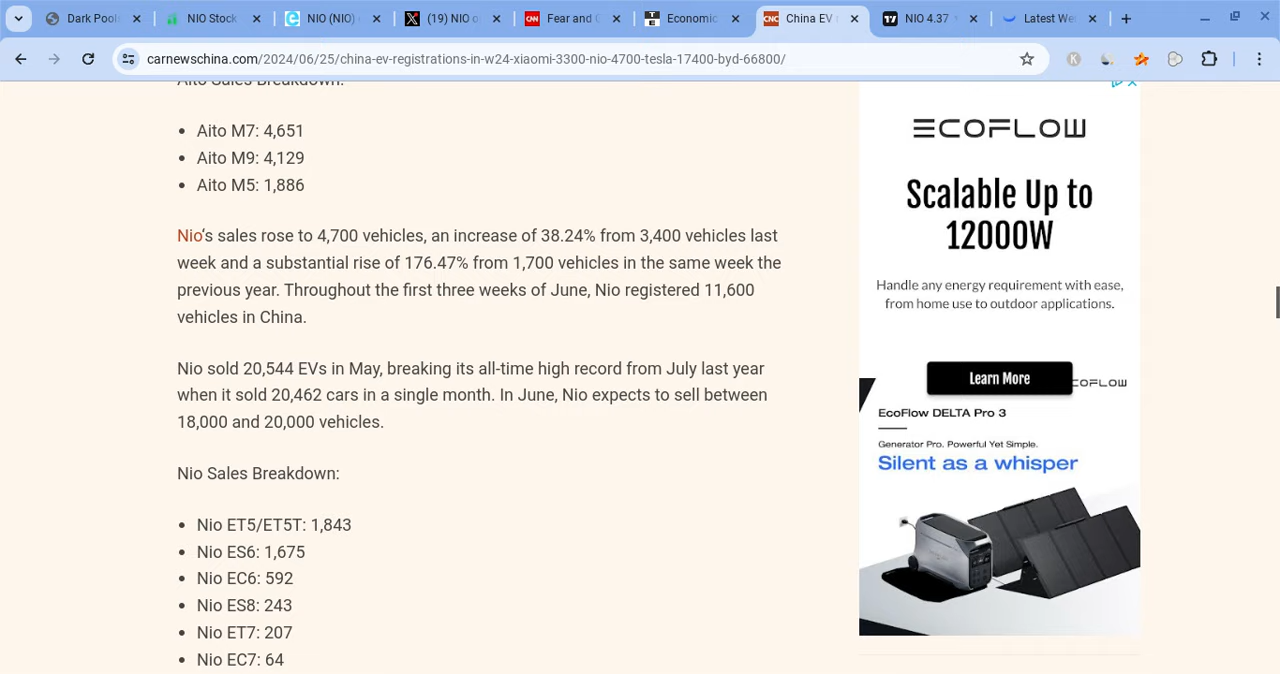 Dark Pool
NIO Stock
NIO (NIO)
(19) NIO o
Fear and
Economic
China EV
NIO 4.37
Latest We
carnewschina.com/2024/06/25/china-ev-registrations-in-w24-xiaomi-3300-nio-4700-tesla-17400-byd-66800/
Aito Sales Breakdown:
• Aito M7: 4,651
• Aito M9: 4,129
• Aito M5: 1,886
Nio‘s sales rose to 4,700 vehicles, an increase of 38.24% from 3,400 vehicles last
week and a substantial rise of 176.47% from 1,700 vehicles in the same week the
previous year. Throughout the first three weeks of June, Nio registered 11,600
vehicles in China.
Nio sold 20,544 EVs in May, breaking its all-time high record from July last year
when it sold 20,462 cars in a single month. In June, Nio expects to sell between
18,000 and 20,000 vehicles.
Nio Sales Breakdown:
• Nio ET5/ET5T: 1,843
• Nio ES6: 1,675
• Nio EC6: 592
• Nio ES8: 243
• Nio ET7: 207
• Nio EC7: 64
ECOFLOW
Scalable Up to
12000W
Handle any energy requirement with ease,
from home use to outdoor applications.
Learn More
COFLOW
EcoFlow DELTA Pro 3
Generator Pro. Powerful Yet Simple.
Silent as a whisper